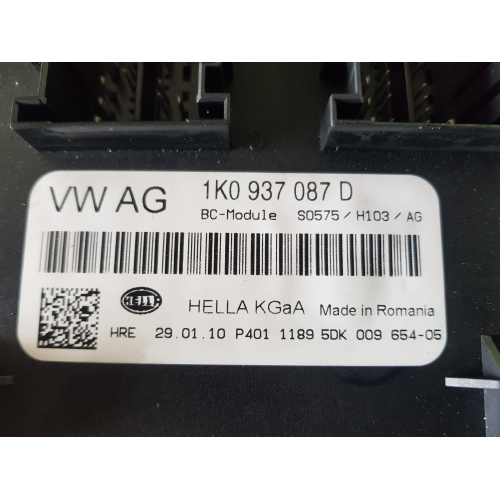 VW AG 1K0 937 087 D
BC-Module S0575 / H103 / AG
HELLA HELLA KGaA Made in Romania
HRE 29.01.10 P401 1189 5DK 009 654-05